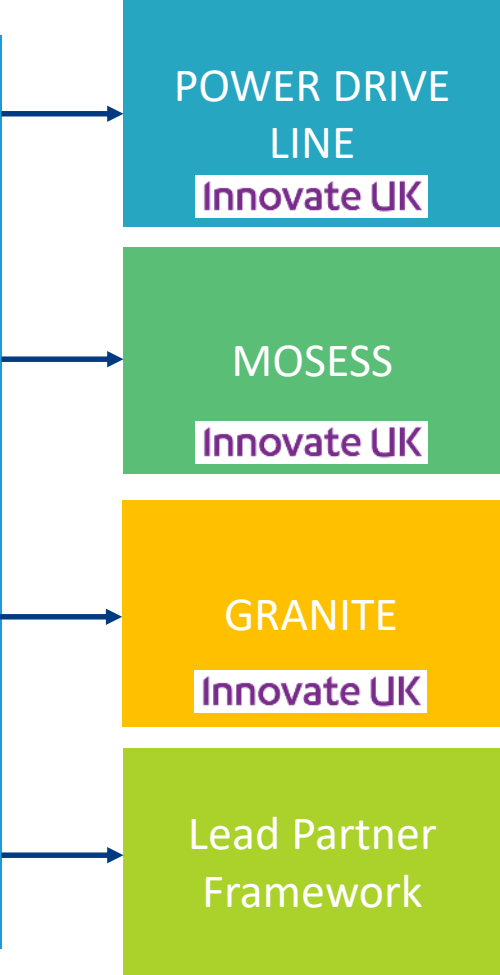 POWER DRIVE
LINE
Innovate UK
MOSESS
Innovate UK
GRANITE
Innovate UK
Lead Partner
Framework